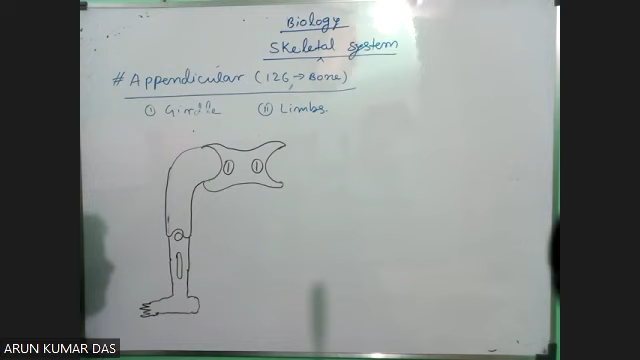 Biology
Skeletal system
# Appendicular (126 → Bone)
(i) Girdle (ii) Limbs.
ARUN KUMAR DAS